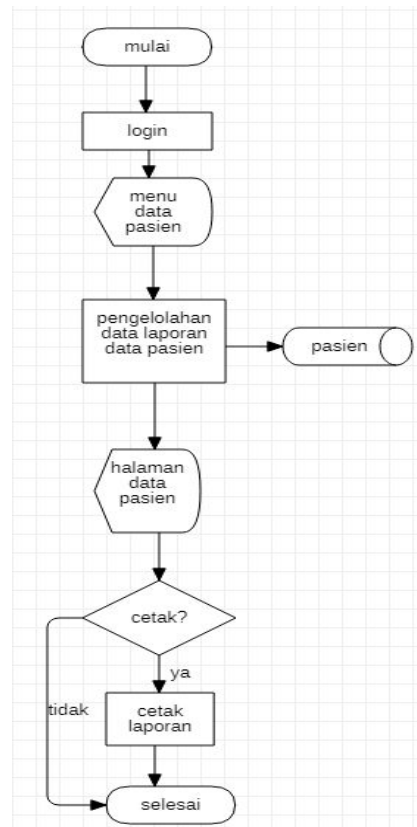 mulai
login
menu
data
pasien
pengelolahan
data laporan
data pasien
pasien
halaman
data
pasien
cetak?
ya
tidak
cetak
laporan
selesai